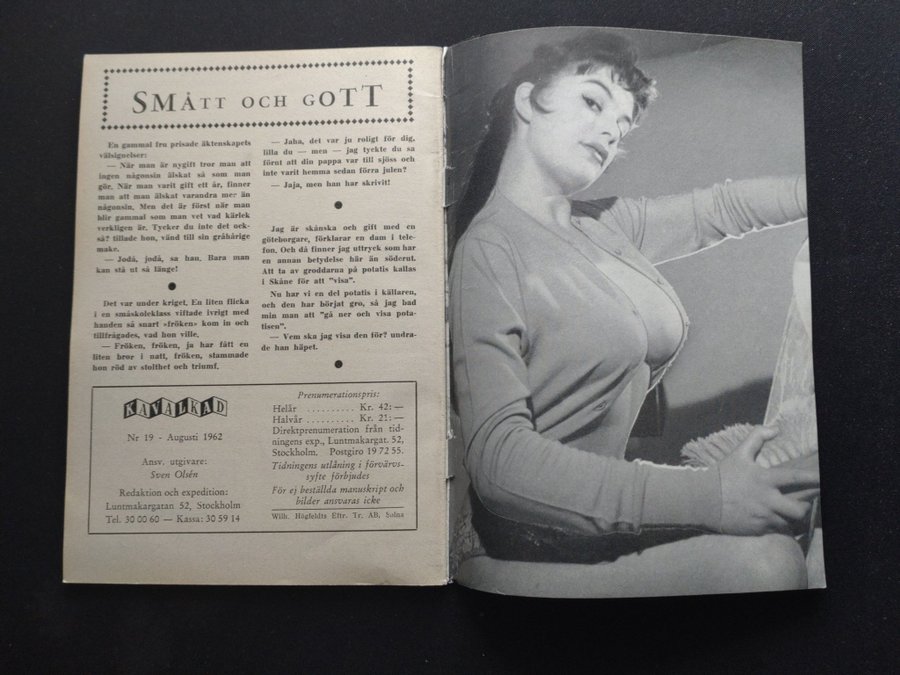 SMÅTT OCH GOTT
En gammal fru prisade äktenskapets
välsignelser:
— När man är nygift tror man att
ingen någonsin älskat så som man
gör. När man varit gift ett år, finner
man att man älskat varandra mer än
någonsin. Men det är först när man
blir gammal som man vet vad kärlek
verkligen är. Tycker du inte det ock-
så? tillade hon, vänd till sin gråhårige
make.
— Jodå, jodå, sa han. Bara man
kan stå ut så länge!
Det var under kriget. En liten flicka
i en småskoleklass viftade ivrigt med
handen så snart »fröken» kom in och
tillfrågades, vad hon ville.
— Fröken, fröken, ja har fått en
liten bror i natt, fröken, stammade
hon röd av stolthet och triumf.
— Jaha, det var ju roligt för dig,
lilla du — men — jag tyckte du sa
förut att din pappa var till sjöss och
inte varit hemma sedan förra julen?
— Jaja, men han har skrivit!
Jag är skånska och gift med en
göteborgare, förklarar en dam i tele-
fon. Och då finner jag uttryck som har
en annan betydelse här än söderut.
Att ta av groddarna på potatis kallas
i Skåne för att "visa".
Nu har vi en del potatis i källaren,
och den har börjat gro, så jag bad
min man att "gå ner och visa pota-
tisen".
— Vem ska jag visa den för? undra-
de han häpet.
KAVALKAD
Nr 19 - Augusti 1962
Ansv. utgivare:
Sven Olsén
Redaktion och expedition:
Luntmakargatan 52, Stockholm
Tel. 30 00 60 — Kassa: 30 59 14
Prenumerationspris:
Helår .......... Kr. 42:—
Halvår .......... Kr. 21:—
Direktprenumeration från tid-
ningens exp., Luntmakargat. 52,
Stockholm. Postgiro 19 72 55.
Tidningens utlåning i förvärvs-
syfte förbjudes
För ej beställda manuskript och
bilder ansvaras icke
Wilh. Högfeldts Eftr. Tr. AB, Solna